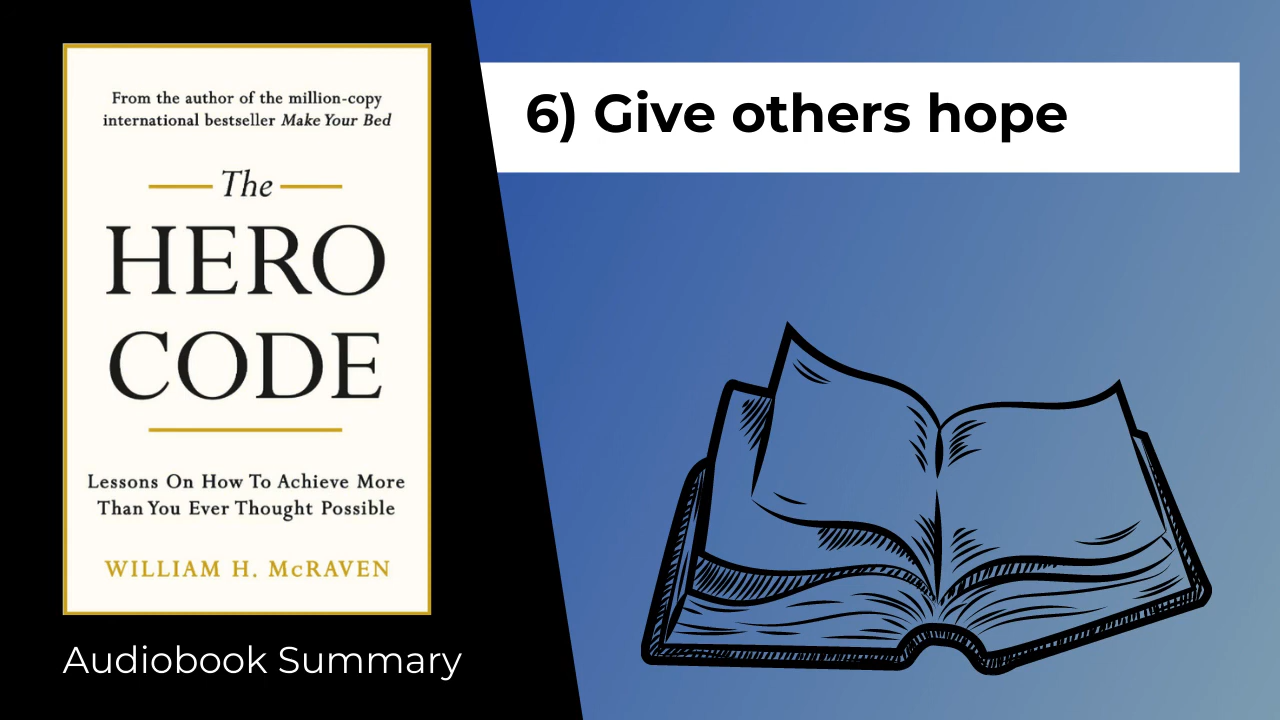 From the author of the million-copy
international bestseller Make Your Bed
The
HERO
CODE
Lessons On How To Achieve More
Than You Ever Thought Possible
WILLIAM H. McRAVEN
Audiobook Summary
6) Give others hope